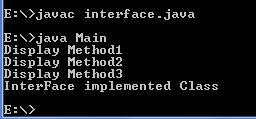 E:\>javac interface.java
E:\>java Main
Display Method1
Display Method2
Display Method3
InterFace implemented Class
E:\>